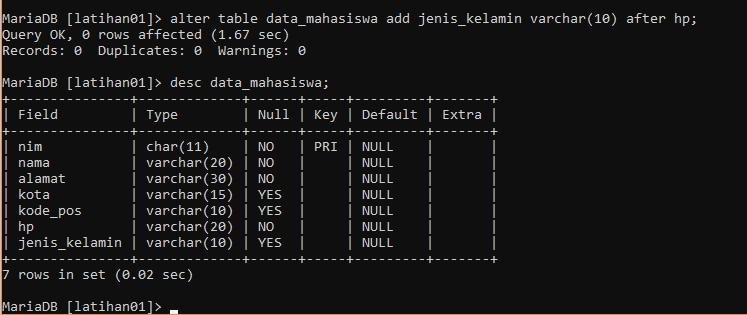 MariaDB [latihan01]> alter table data_mahasiswa add jenis_kelamin varchar(10) after hp;
Query OK, 0 rows affected (1.67 sec)
Records: 0  Duplicates: 0  Warnings: 0
MariaDB [latihan01]> desc data_mahasiswa;
+---------------+-------------+------+-----+---------+-------+
| Field         | Type        | Null | Key | Default | Extra |
+---------------+-------------+------+-----+---------+-------+
| nim           | char(11)    | NO   | PRI | NULL    |       |
| nama          | varchar(20) | NO   |     | NULL    |       |
| alamat        | varchar(30) | NO   |     | NULL    |       |
| kota          | varchar(15) | YES  |     | NULL    |       |
| kode_pos      | varchar(10) | YES  |     | NULL    |       |
| hp            | varchar(20) | NO   |     | NULL    |       |
| jenis_kelamin | varchar(10) | YES  |     | NULL    |       |
+---------------+-------------+------+-----+---------+-------+
7 rows in set (0.02 sec)
MariaDB [latihan01]> _